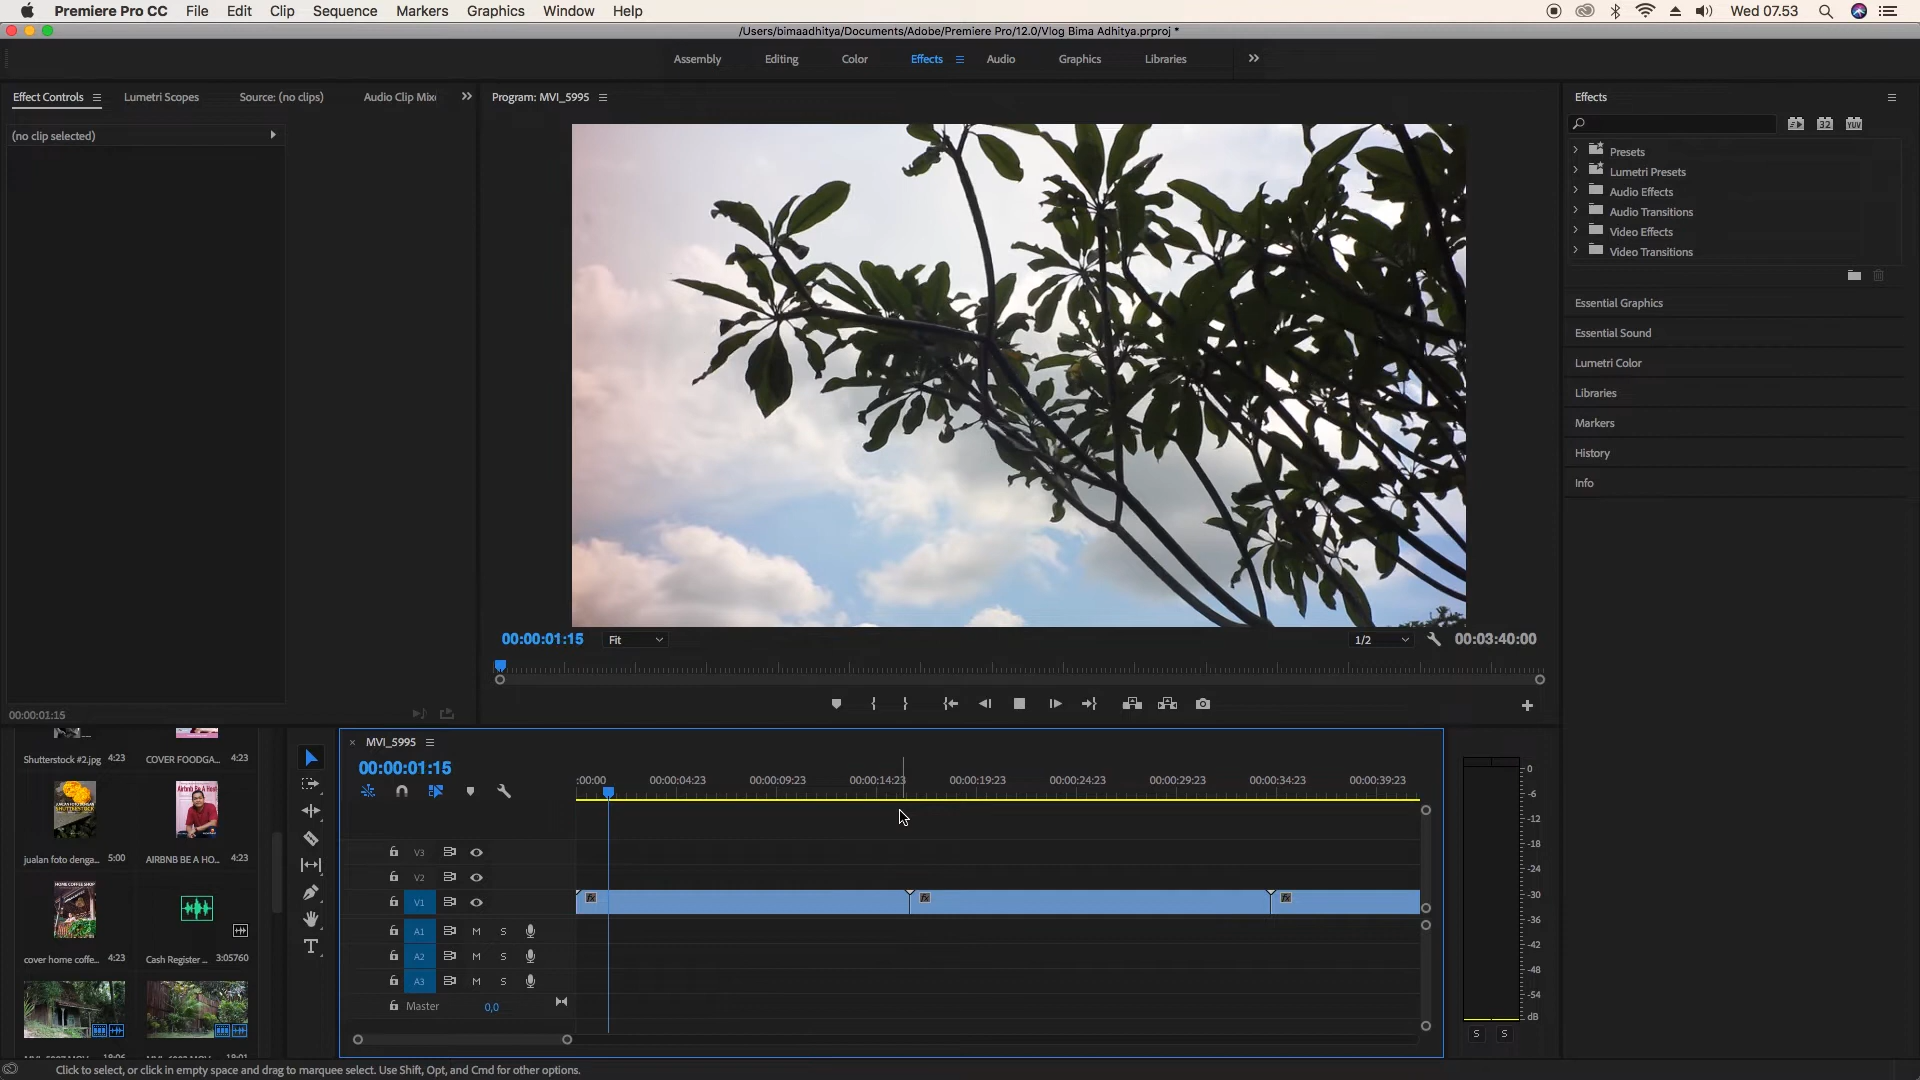 Premiere Pro CC File Edit Clip Sequence Markers Graphics Window Help Wed 07.53
/Users/bimaadhitya/Documents/Adobe/Premiere Pro/12.0/Vlog Bima Adhitya.prproj *
Assembly Editing Color Effects Audio Graphics Libraries
Effect Controls Lumetri Scopes Source: (no clips) Audio Clip Mix
Program: MVI_5995
Effects
(no clip selected)
32 YUV
Presets
Lumetri Presets
Audio Effects
Audio Transitions
Video Effects
Video Transitions
Essential Graphics
Essential Sound
Lumetri Color
Libraries
Markers
History
Info
00:00:01:15 Fit 1/2 00:03:40:00
00:00:01:15
Shutterstock #2.jpg 4:23 COVER FOODGA... 4:23
jualan foto denga... 5:00 AIRBNB BE A HO... 4:23
HOME COFFEE SHOP
cover home coffe... 4:23 Cash Register ... 3:05760
MVI_5995
00:00:01:15
:00:00 00:00:04:23 00:00:09:23 00:00:14:23 00:00:19:23 00:00:24:23 00:00:29:23 00:00:34:23 00:00:39:23
V3
V2
V1 fx fx fx
A1 M S
A2 M S
A3 M S
Master 0,0
0
-6
-12
-18
-24
-30
-36
-42
-48
-54
dB
S S
Click to select, or click in empty space and drag to marquee select. Use Shift, Opt, and Cmd for other options.